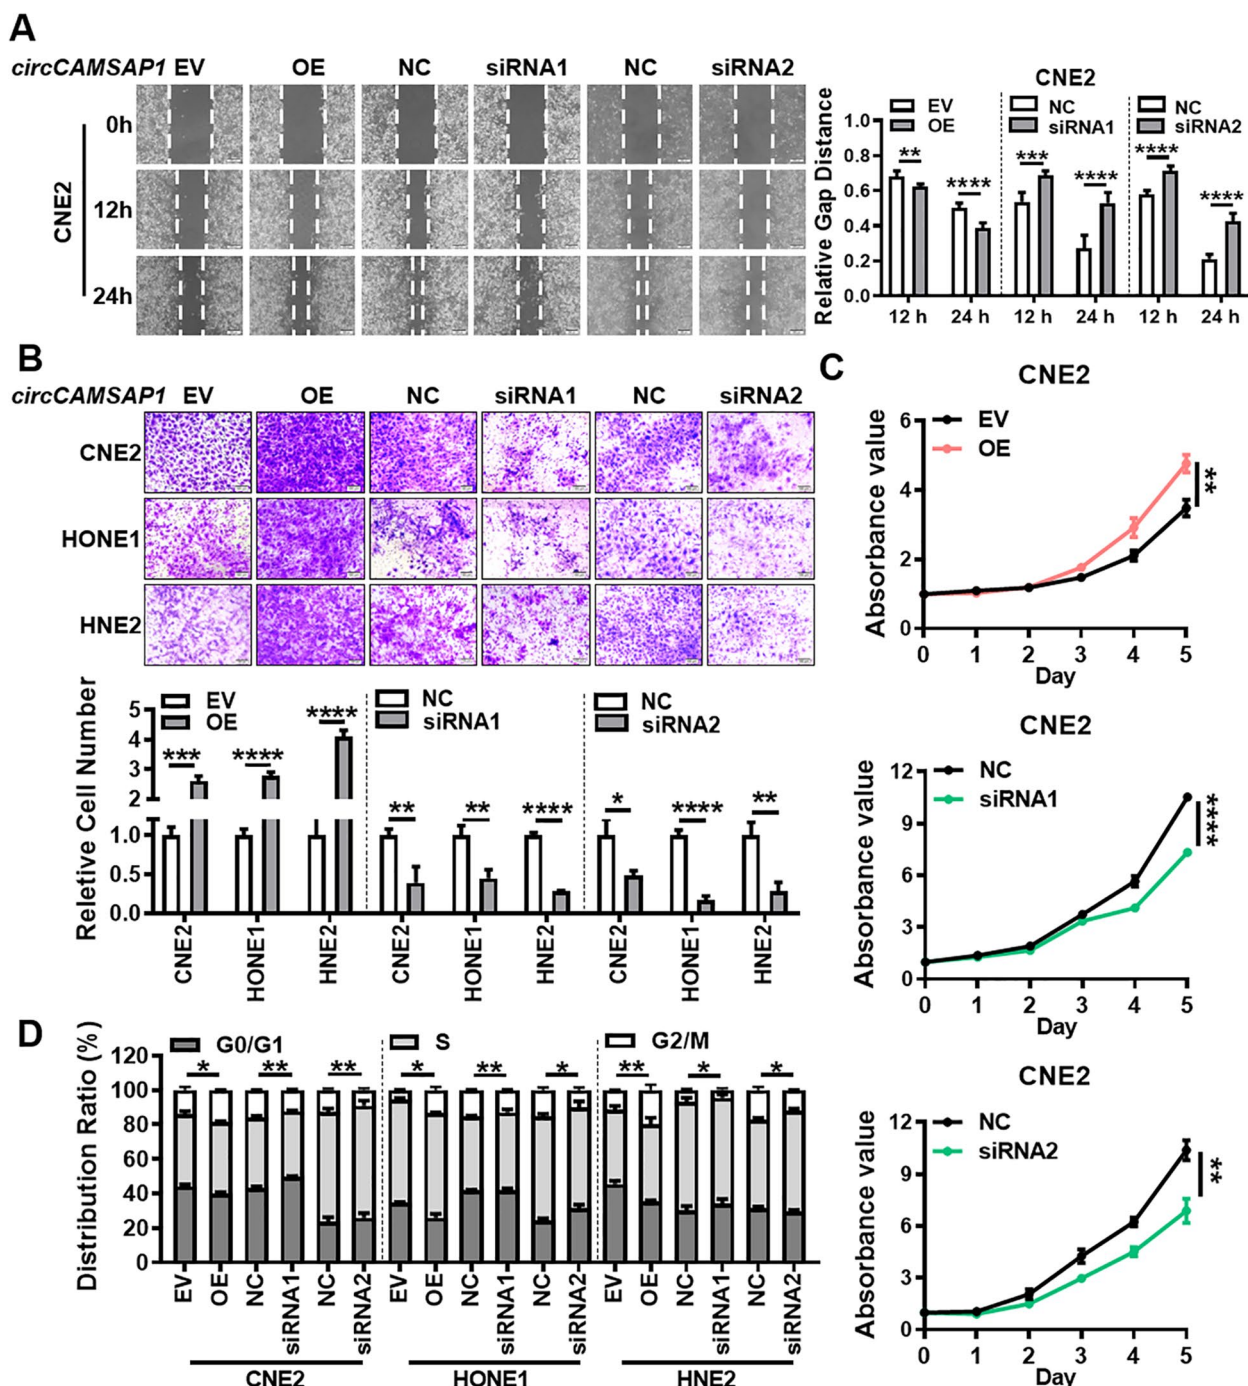 A
circCAMSAP1 EV OE NC siRNA1 NC siRNA2
0h
12h
24h
CNE2
CNE2
EV
OE
NC
siRNA1
NC
siRNA2
Relative Gap Distance
1.0
0.8
0.6
0.4
0.2
0.0
** **** *** **** **** ****
12 h 24 h 12 h 24 h 12 h 24 h
B
circCAMSAP1 EV OE NC siRNA1 NC siRNA2
CNE2
HONE1
HNE2
Reletive Cell Number
EV
OE
NC
siRNA1
NC
siRNA2
5
4
3
2
1.0
0.5
0.0
*** **** **** ** ** **** * **** **
CNE2 HONE1 HNE2 CNE2 HONE1 HNE2 CNE2 HONE1 HNE2
C
CNE2
EV
OE
Absorbance value
6
4
2
0
**
0 1 2 3 4 5
Day
CNE2
NC
siRNA1
Absorbance value
12
9
6
3
0
****
0 1 2 3 4 5
Day
CNE2
NC
siRNA2
Absorbance value
12
9
6
3
0
**
0 1 2 3 4 5
Day
D
Distribution Ratio (%)
G0/G1 S G2/M
120
100
80
60
40
20
0
* ** ** * ** * ** * *
EV OE NC siRNA1 NC siRNA2 EV OE NC siRNA1 NC siRNA2 EV OE NC siRNA1 NC siRNA2
CNE2 HONE1 HNE2